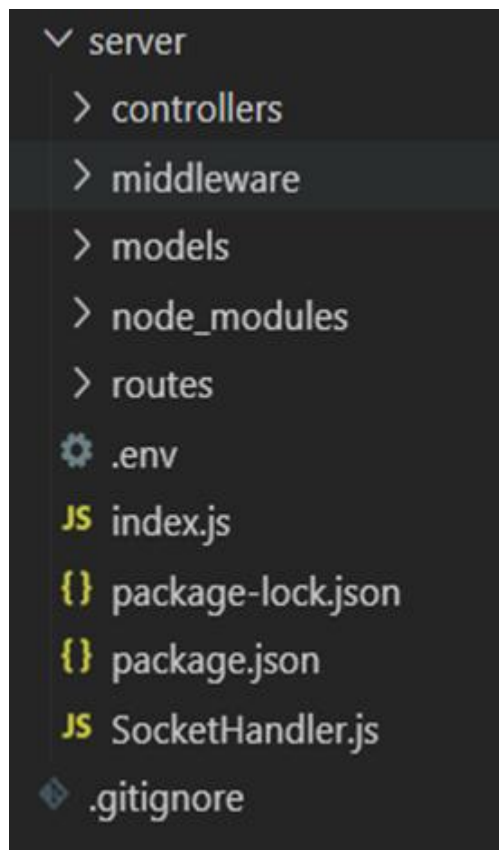 server
controllers
middleware
models
node_modules
routes
.env
JS index.js
{} package-lock.json
{} package.json
JS SocketHandler.js
.gitignore